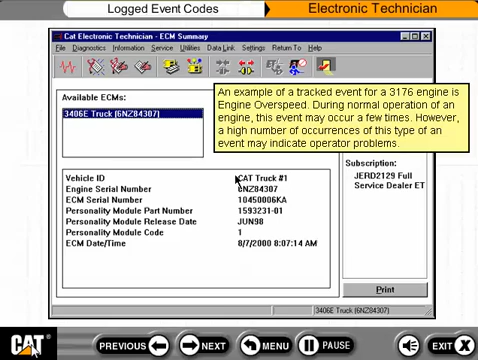 Logged Event Codes
Electronic Technician
Cat Electronic Technician - ECM Summary
File Diagnostics Information Service Utilities Data Link Settings Return To Help
An example of a tracked event for a 3176 engine is
Engine Overspeed. During normal operation of an
engine, this event may occur a few times. However,
a high number of occurrences of this type of an
event may indicate operator problems.
Available ECMs:
3406E Truck (6NZ84307)
Subscription:
JERD2129 Full
Service Dealer ET
Vehicle ID CAT Truck #1
Engine Serial Number 6NZ84307
ECM Serial Number 10450006KA
Personality Module Part Number 1593231-01
Personality Module Release Date JUN98
Personality Module Code 1
ECM Date/Time 8/7/2000 8:07:14 AM
Print
3406E Truck (6NZ84307)
CAT PREVIOUS NEXT MENU PAUSE EXIT X